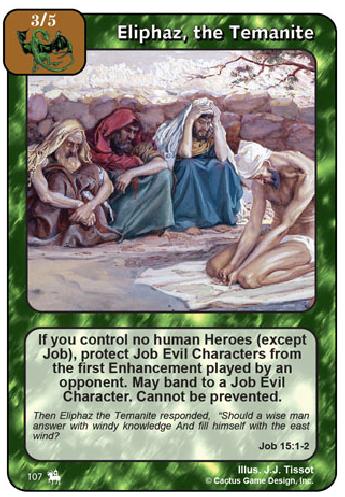 3/5
Eliphaz, the Temanite
If you control no human Heroes (except
Job), protect Job Evil Characters from
the first Enhancement played by an
opponent. May band to a Job Evil
Character. Cannot be prevented.
Then Eliphaz the Temanite responded, "Should a wise man
answer with windy knowledge And fill himself with the east
wind?
Job 15:1-2
Illus. J.J. Tissot
107
© Cactus Game Design, Inc.